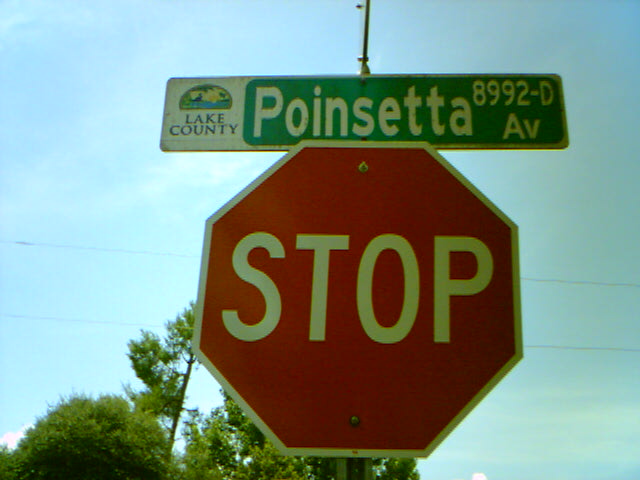 LAKE
COUNTY
Poinsetta
8992-D
Av
STOP